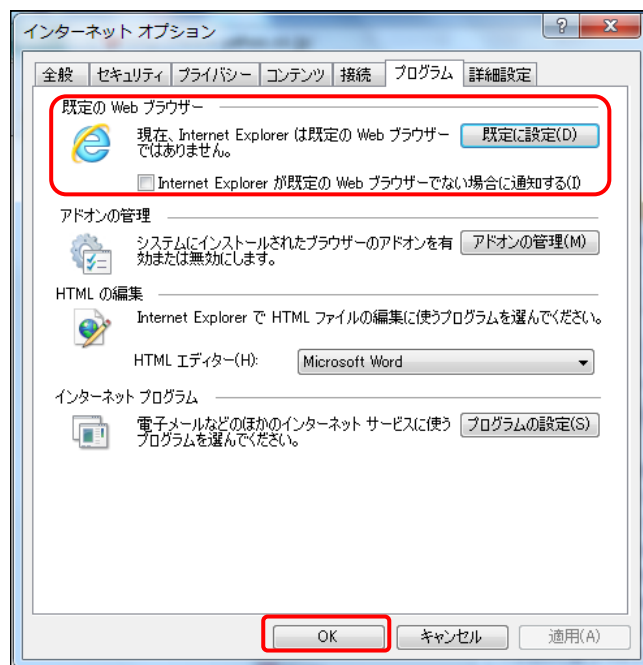 インターネット オプション
全般 セキュリティ プライバシー コンテンツ 接続 プログラム 詳細設定
既定の Web ブラウザー
現在、Internet Explorer は既定の Web ブラウザー
ではありません。
既定に設定(D)
Internet Explorer が既定の Web ブラウザーでない場合に通知する(I)
アドオンの管理
システムにインストールされたブラウザーのアドオンを有
効または無効にします。
アドオンの管理(M)
HTML の編集
Internet Explorer で HTML ファイルの編集に使うプログラムを選んでください。
HTML エディター(H):
Microsoft Word
インターネット プログラム
電子メールなどのほかのインターネット サービスに使う
プログラムを選んでください。
プログラムの設定(S)
OK
キャンセル
適用(A)